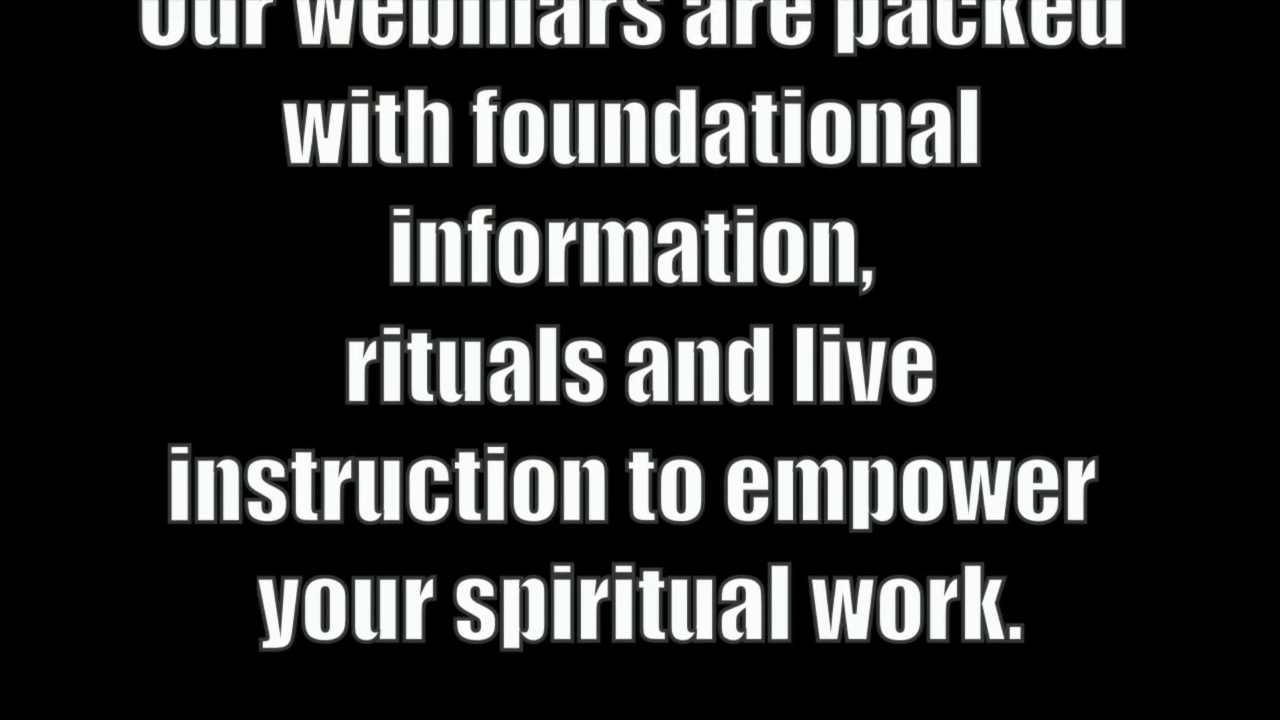 Our webinars are packed
with foundational
information,
rituals and live
instruction to empower
your spiritual work.